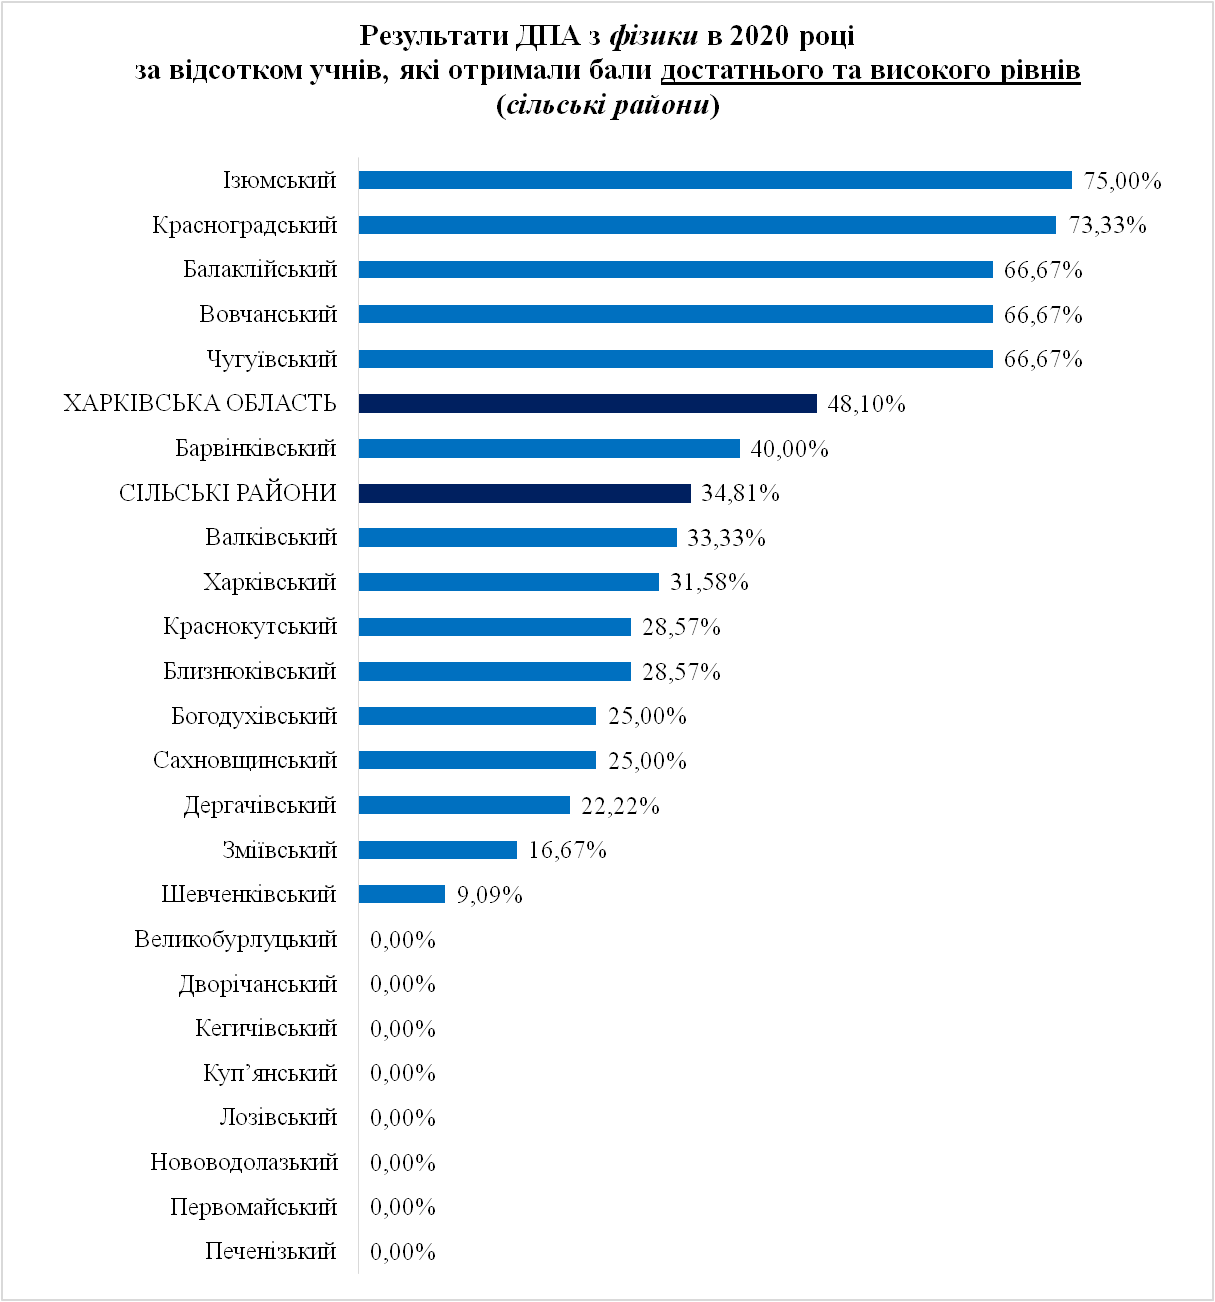 Результати ДПА з фізики в 2020 році
за відсотком учнів, які отримали бали достатнього та високого рівнів
(сільські райони)
Ізюмський 75,00%
Красноградський 73,33%
Балаклійський 66,67%
Вовчанський 66,67%
Чугуївський 66,67%
ХАРКІВСЬКА ОБЛАСТЬ 48,10%
Барвінківський 40,00%
СІЛЬСЬКІ РАЙОНИ 34,81%
Валківський 33,33%
Харківський 31,58%
Краснокутський 28,57%
Близнюківський 28,57%
Богодухівський 25,00%
Сахновщинський 25,00%
Дергачівський 22,22%
Зміївський 16,67%
Шевченківський 9,09%
Великобурлуцький 0,00%
Дворічанський 0,00%
Кегичівський 0,00%
Куп’янський 0,00%
Лозівський 0,00%
Нововодолазький 0,00%
Первомайський 0,00%
Печенізький 0,00%